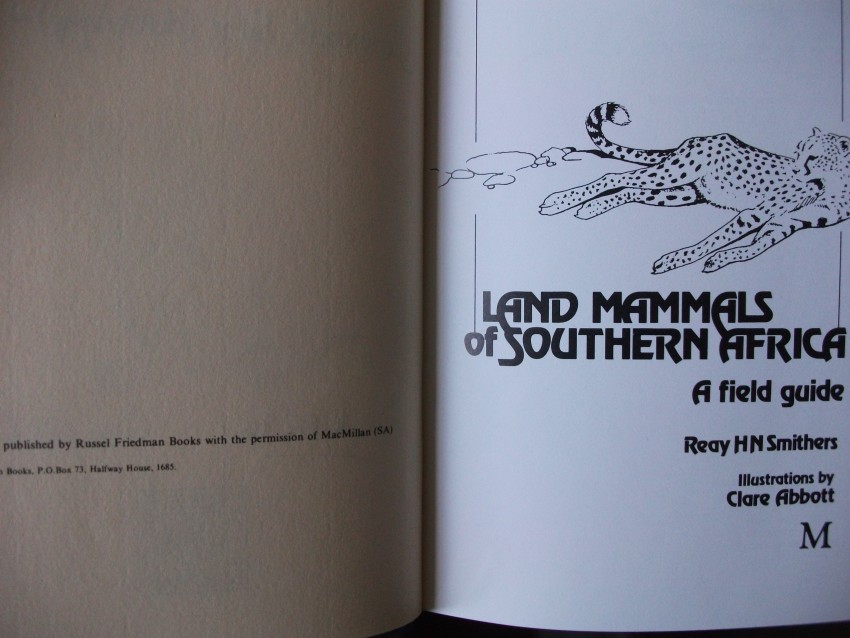 published by Russel Friedman Books with the permission of MacMillan (SA)
Books, P.O.Box 73, Halfway House, 1685.
LAND MAMMALS
of SOUTHERN AFRICA
A field guide
Reay HN Smithers
Illustrations by
Clare Abbott
M